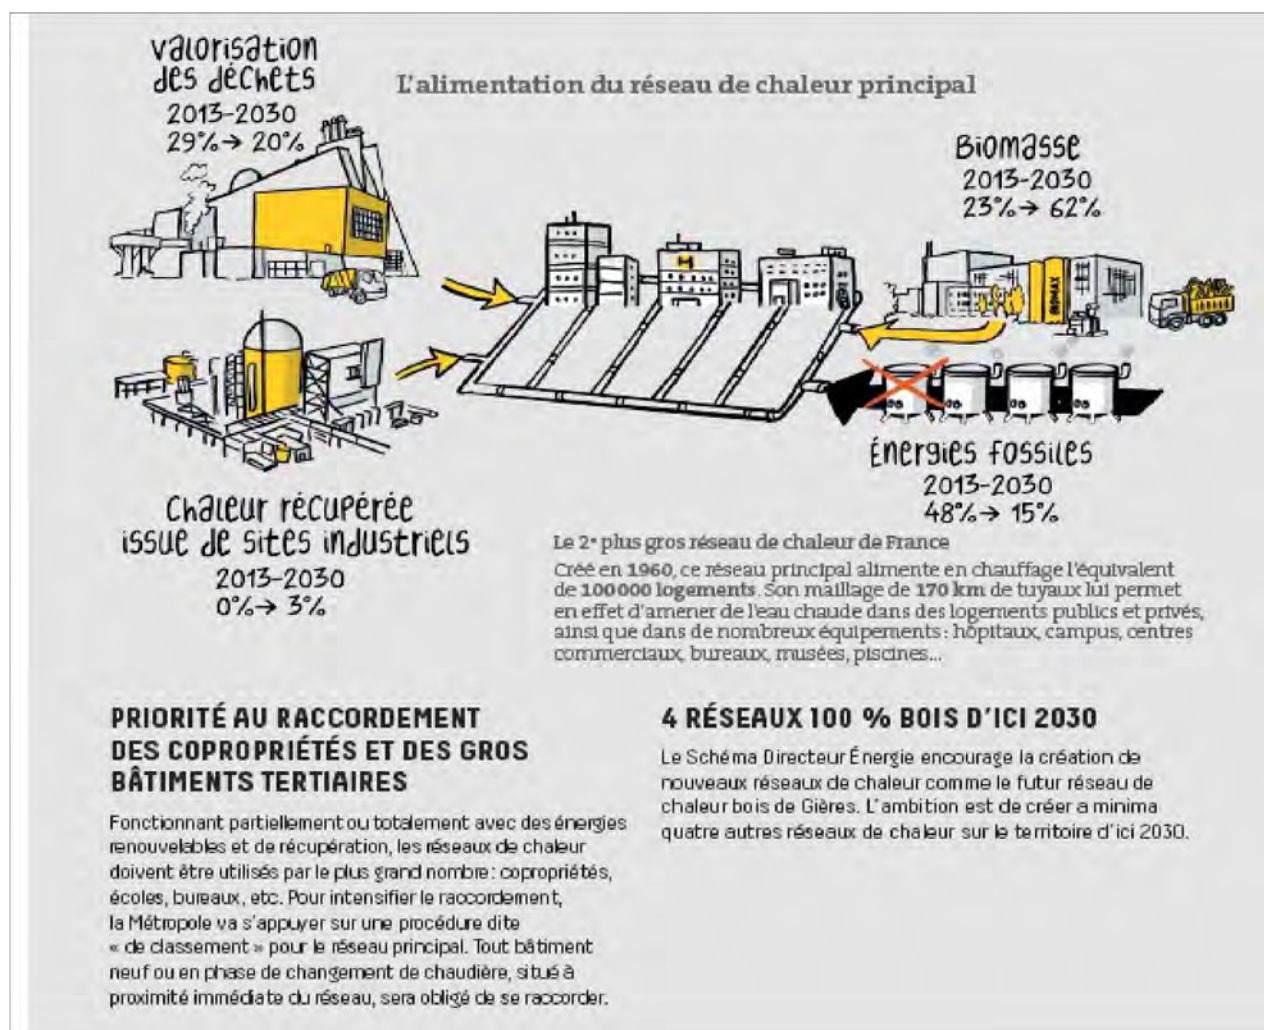 valorisation
des déchets
2013-2030
29%→ 20%
L'alimentation du réseau de chaleur principal
Biomasse
2013-2030
23%→ 62%
BIOMAX
Énergies fossiles
2013-2030
48%→ 15%
Chaleur récupérée
issue de sites industriels
2013-2030
0%→ 3%
Le 2e plus gros réseau de chaleur de France
Créé en 1960, ce réseau principal alimente en chauffage l'équivalent
de 100 000 logements. Son maillage de 170 km de tuyaux lui permet
en effet d'amener de l'eau chaude dans des logements publics et privés,
ainsi que dans de nombreux équipements : hôpitaux, campus, centres
commerciaux, bureaux, musées, piscines...
PRIORITÉ AU RACCORDEMENT
DES COPROPRIÉTÉS ET DES GROS
BÂTIMENTS TERTIAIRES
Fonctionnant partiellement ou totalement avec des énergies
renouvelables et de récupération, les réseaux de chaleur
doivent être utilisés par le plus grand nombre : copropriétés,
écoles, bureaux, etc. Pour intensifier le raccordement,
la Métropole va s'appuyer sur une procédure dite
« de classement » pour le réseau principal. Tout bâtiment
neuf ou en phase de changement de chaudière, situé à
proximité immédiate du réseau, sera obligé de se raccorder.
4 RÉSEAUX 100 % BOIS D'ICI 2030
Le Schéma Directeur Énergie encourage la création de
nouveaux réseaux de chaleur comme le futur réseau de
chaleur bois de Gières. L'ambition est de créer a minima
quatre autres réseaux de chaleur sur le territoire d'ici 2030.